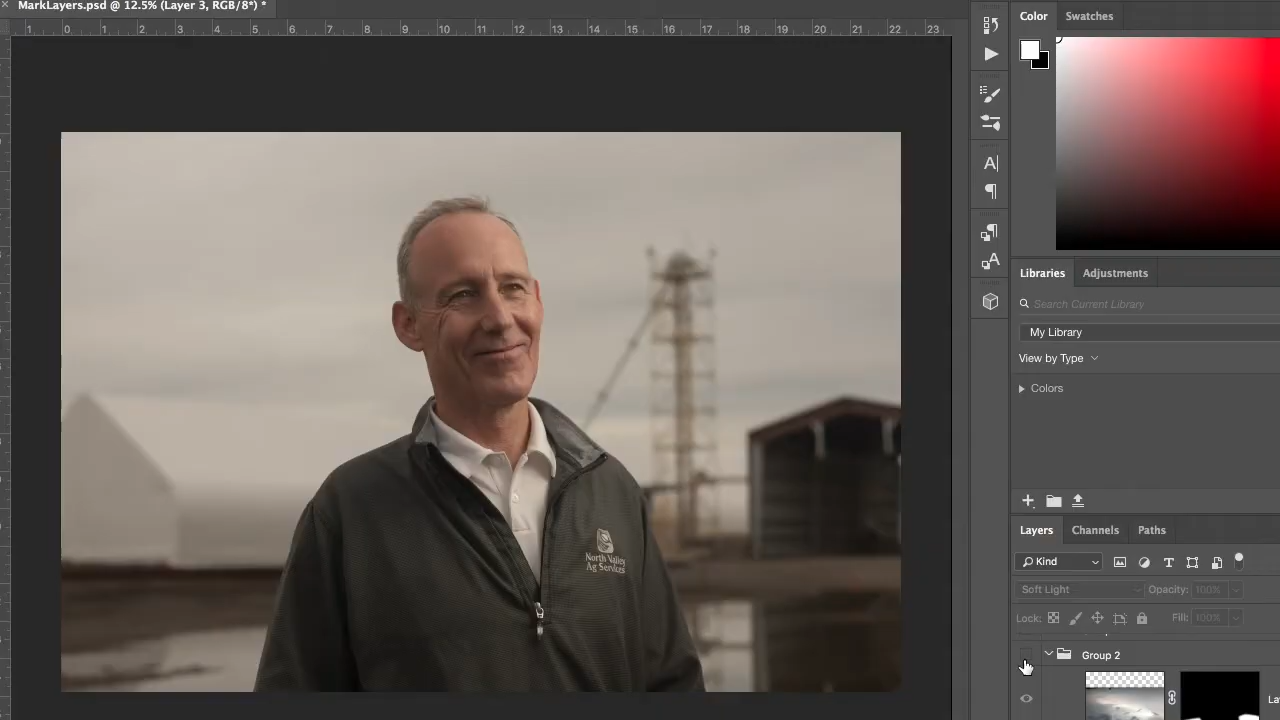 MarkLayers.psd @ 12.5% (Layer 3, RGB/8*) *
1 0 1 2 3 4 5 6 7 8 9 10 11 12 13 14 15 16 17 18 19 20 21 22 23
Color Swatches
Libraries Adjustments
Search Current Library
My Library
View by Type
Colors
Layers Channels Paths
Kind
Soft Light Opacity: 100%
Lock: Fill: 100%
Group 2
North Valley
Ag Services